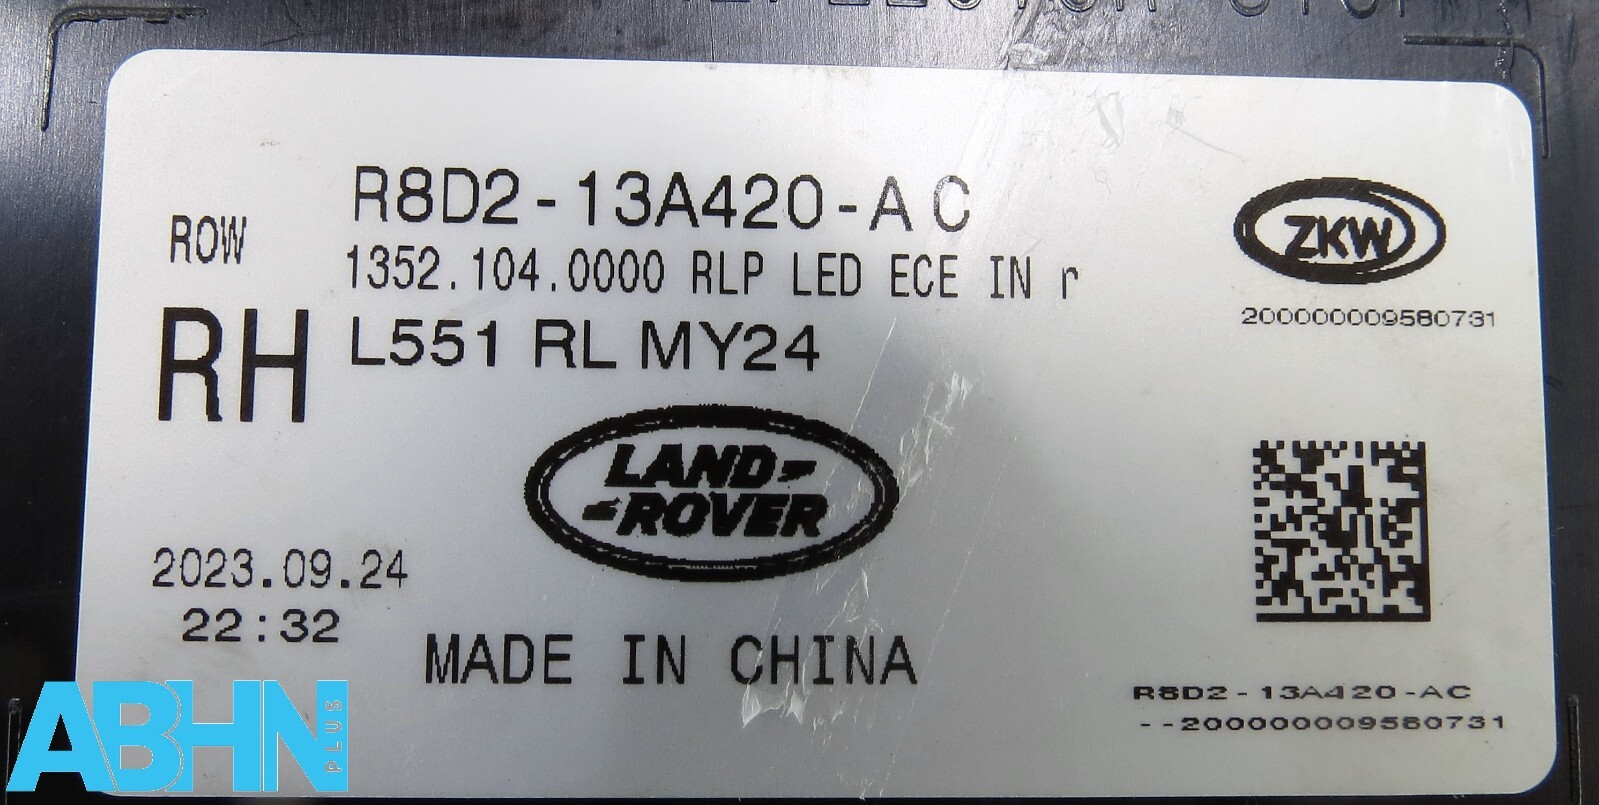 R8D2-13A420-AC
ROW
1352.104.0000 RLP LED ECE IN r
RH
L551 RL MY24
ZKW
200000009580731
LAND
ROVER
2023.09.24
22:32
MADE IN CHINA
R8D2-13A420-AC
--200000009580731
ABHN
PLUS